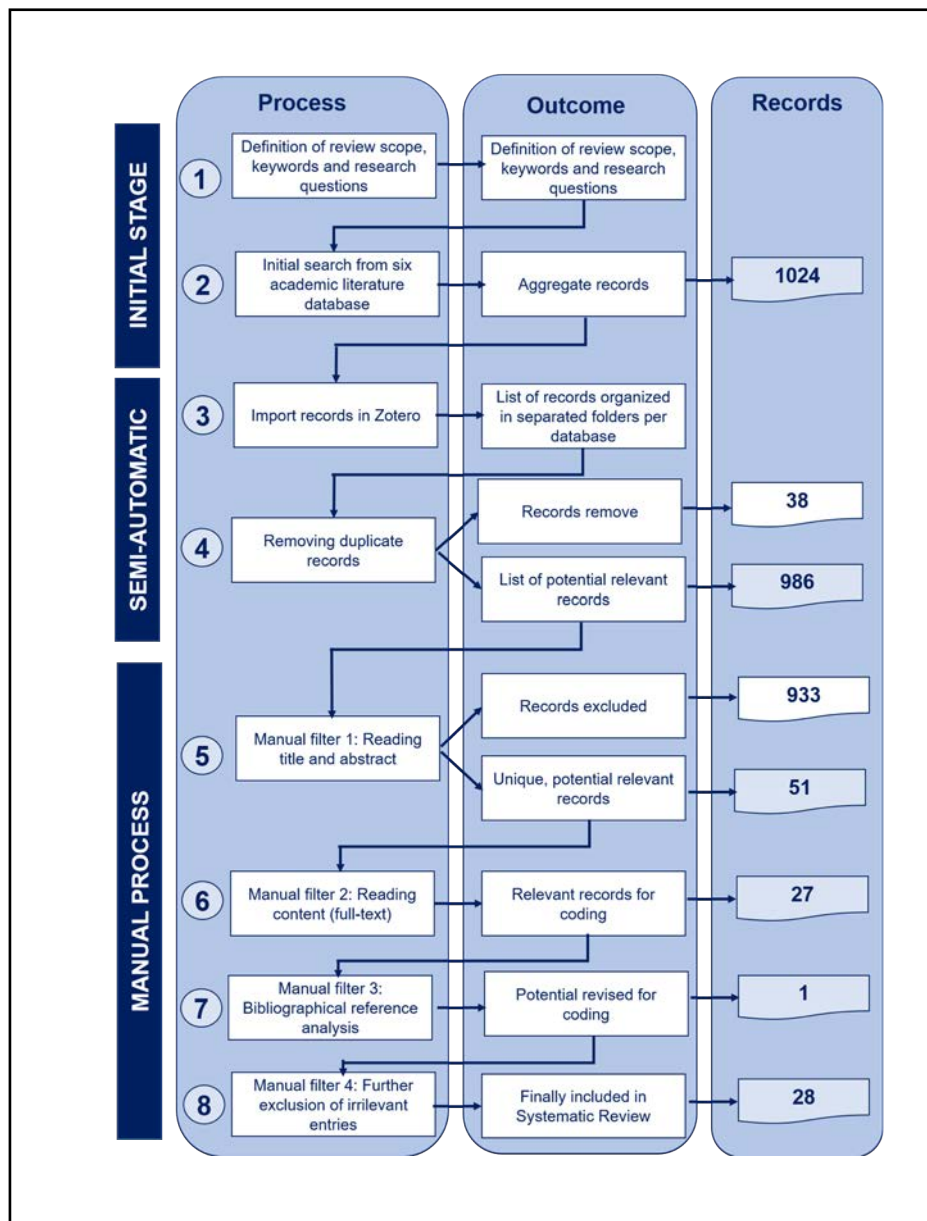 Process
Outcome
Records
INITIAL STAGE
1
Definition of review scope,
keywords and research
questions
Definition of review scope,
keywords and research
questions
2
Initial search from six
academic literature
database
Aggregate records
1024
SEMI-AUTOMATIC
3
Import records in Zotero
List of records organized
in separated folders per
database
4
Removing duplicate
records
Records remove
38
List of potential relevant
records
986
MANUAL PROCESS
5
Manual filter 1: Reading
title and abstract
Records excluded
933
Unique, potential relevant
records
51
6
Manual filter 2: Reading
content (full-text)
Relevant records for
coding
27
7
Manual filter 3:
Bibliographical reference
analysis
Potential revised for
coding
1
8
Manual filter 4: Further
exclusion of irrilevant
entries
Finally included in
Systematic Review
28